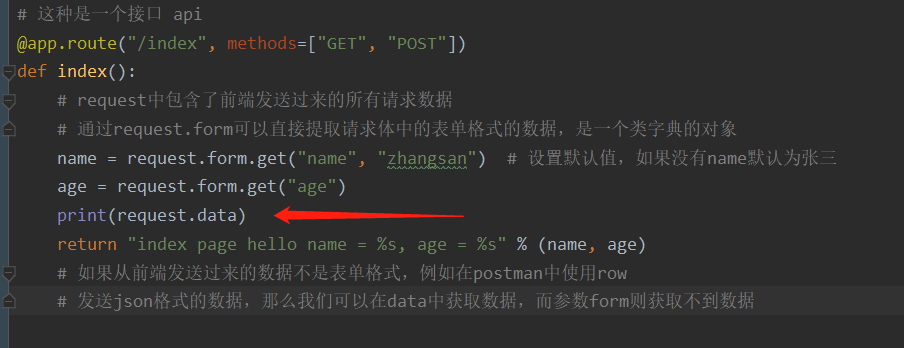 # 这种是一个接口 api
@app.route("/index", methods=["GET", "POST"])
def index():
# request中包含了前端发送过来的所有请求数据
# 通过request.form可以直接提取请求体中的表单格式的数据，是一个类字典的对象
name = request.form.get("name", "zhangsan")  # 设置默认值，如果没有name默认为张三
age = request.form.get("age")
print(request.data)
return "index page hello name = %s, age = %s" % (name, age)
# 如果从前端发送过来的数据不是表单格式，例如在postman中使用row
# 发送json格式的数据，那么我们可以在data中获取数据，而参数form则获取不到数据